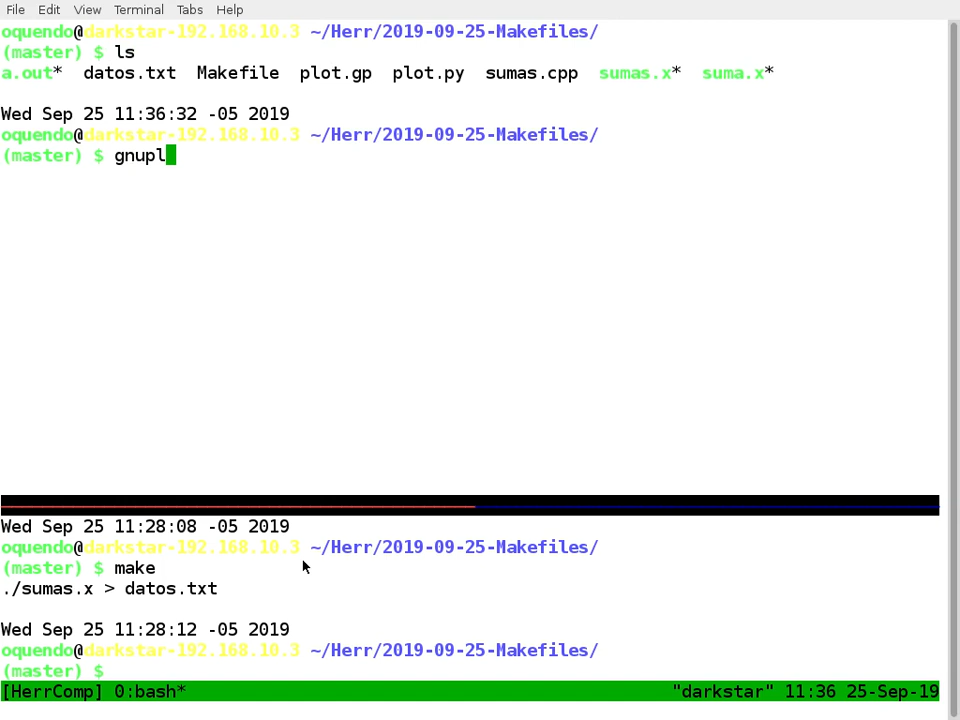 File Edit View Terminal Tabs Help
oquendo@darkstar-192.168.10.3 ~/Herr/2019-09-25-Makefiles/
(master) $ ls
a.out* datos.txt Makefile plot.gp plot.py sumas.cpp sumas.x* suma.x*
Wed Sep 25 11:36:32 -05 2019
oquendo@darkstar-192.168.10.3 ~/Herr/2019-09-25-Makefiles/
(master) $ gnupl
Wed Sep 25 11:28:08 -05 2019
oquendo@darkstar-192.168.10.3 ~/Herr/2019-09-25-Makefiles/
(master) $ make
./sumas.x > datos.txt
Wed Sep 25 11:28:12 -05 2019
oquendo@darkstar-192.168.10.3 ~/Herr/2019-09-25-Makefiles/
(master) $
[HerrComp] 0:bash* "darkstar" 11:36 25-Sep-19